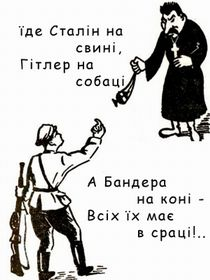 їде Сталін на
свині,
Гітлер на
собаці
А Бандера
на коні -
Всіх їх має
в сраці!..